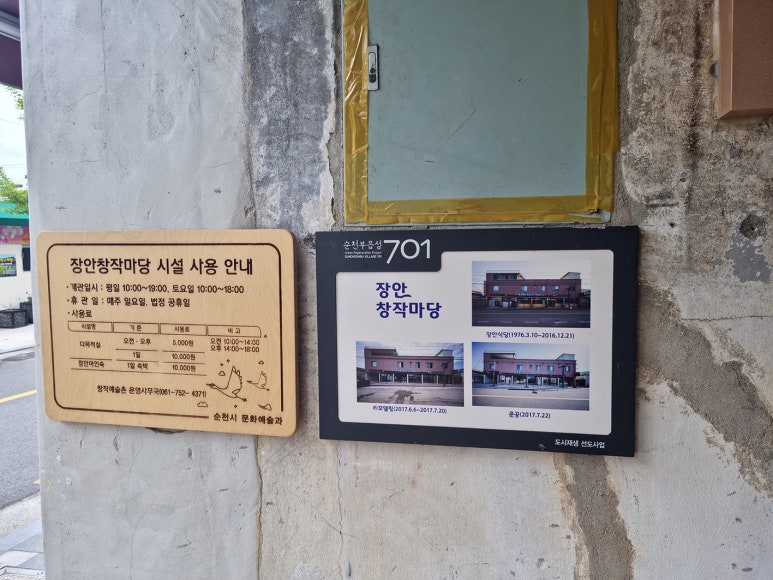 장안창작마당 시설 사용 안내
· 개관일시 : 평일 10:00~19:00, 토요일 10:00~18:00
· 휴 관 일 : 매주 일요일, 법정 공휴일
· 사용료
시설명 기 준 사용료 비 고
다목적실 오전 · 오후 5,000원 오전 10:00~14:00
오후 14:00~18:00
1일 10,000원
장안여인숙 1일 숙박 10,000원
창작예술촌 운영사무국(061-752-4371)
순천시 문화예술과
순천부읍성 701
장안
창작마당
장안식당(1976.3.10~2016.12.21)
리모델링(2017.6.6~2017.7.20)
준공(2017.7.22)
도시재생 선도사업